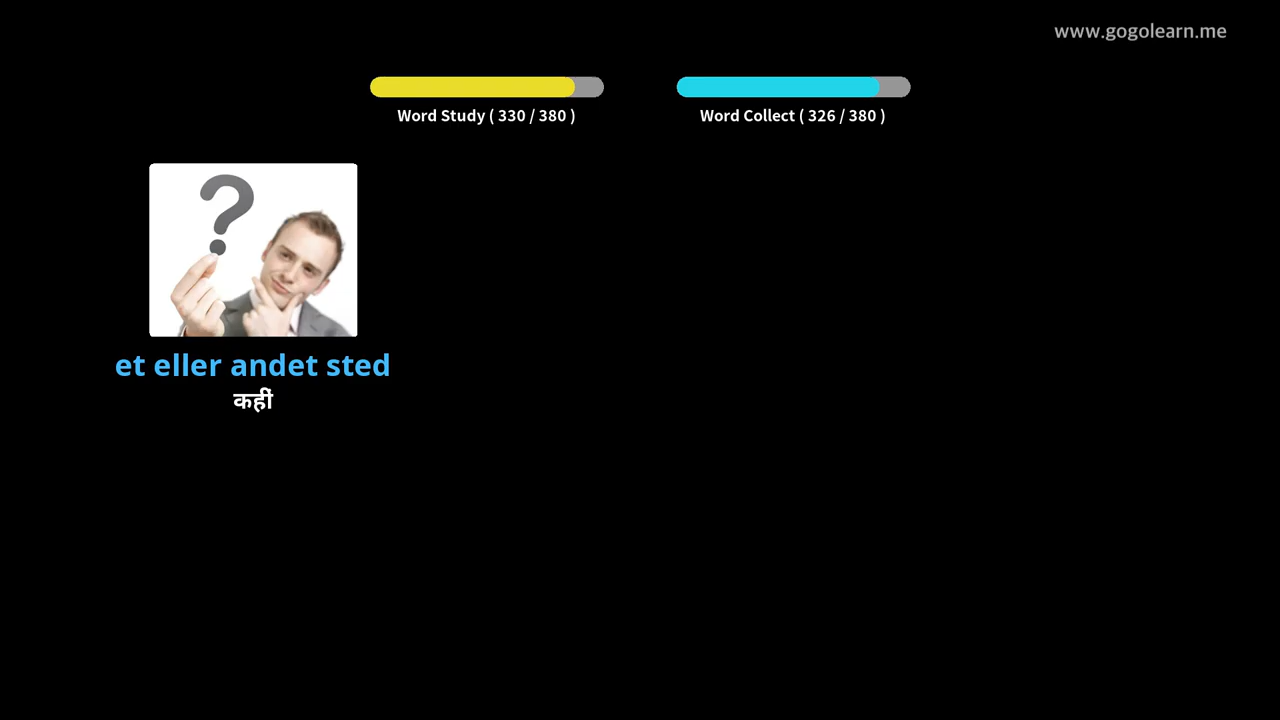 www.gogolearn.me
Word Study ( 330 / 380 )
Word Collect ( 326 / 380 )
?
et eller andet sted
कहीं